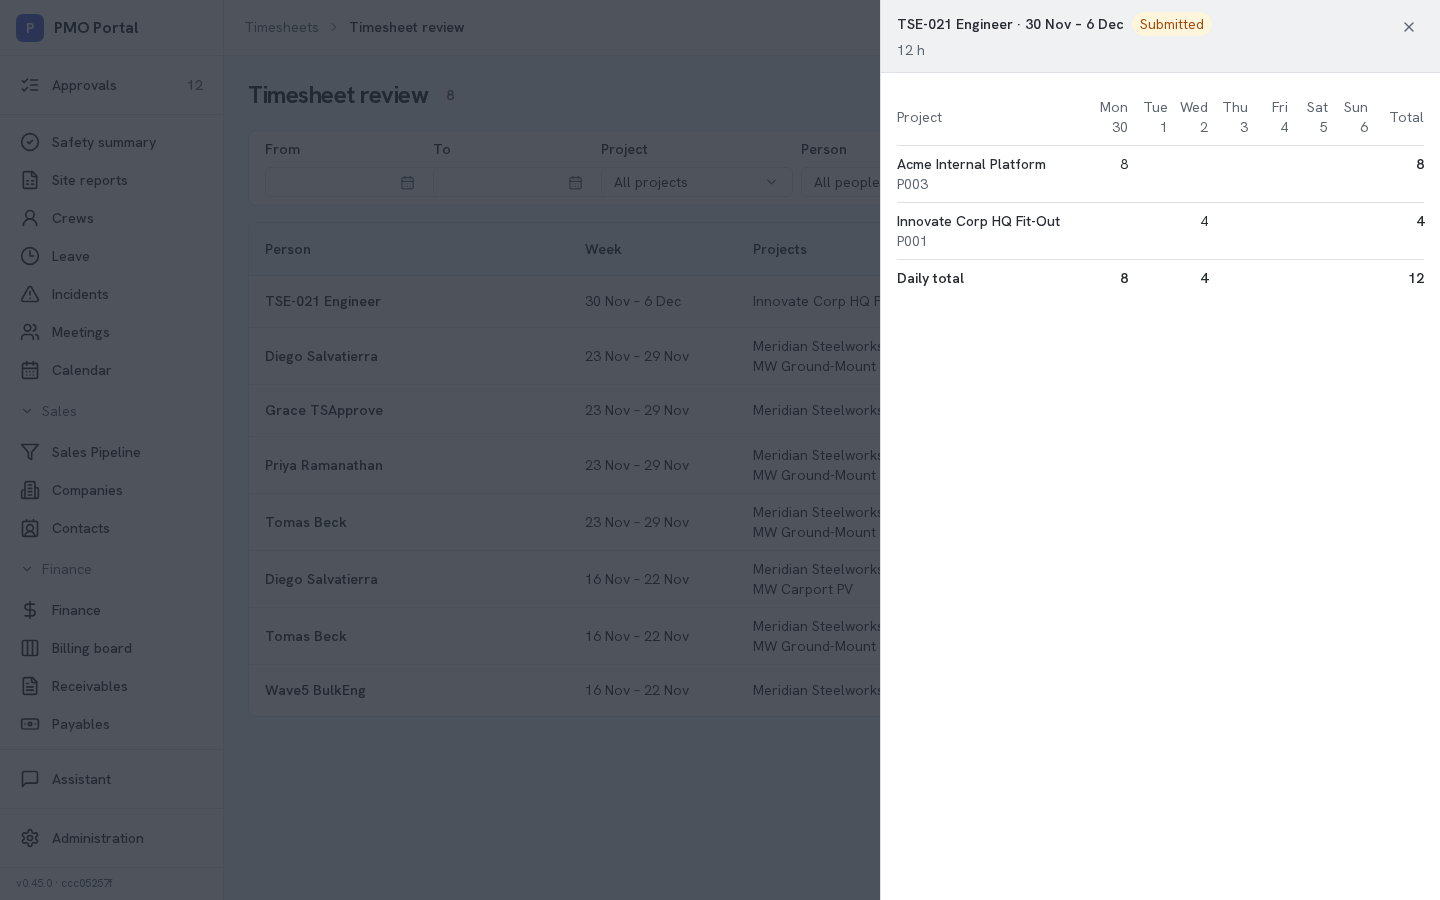 P PMO Portal
Approvals 12
Safety summary
Site reports
Crews
Leave
Incidents
Meetings
Calendar
Sales
Sales Pipeline
Companies
Contacts
Finance
Finance
Billing board
Receivables
Payables
Assistant
Administration
v0.45.0 · ccc05257f
Timesheets > Timesheet review
Timesheet review 8
From To Project Person
All projects All people
Person Week Projects
TSE-021 Engineer 30 Nov – 6 Dec Innovate Corp HQ F
Diego Salvatierra 23 Nov – 29 Nov Meridian Steelworks
MW Ground-Mount
Grace TSApprove 23 Nov – 29 Nov Meridian Steelworks
Priya Ramanathan 23 Nov – 29 Nov Meridian Steelworks
MW Ground-Mount
Tomas Beck 23 Nov – 29 Nov Meridian Steelworks
MW Ground-Mount
Diego Salvatierra 16 Nov – 22 Nov Meridian Steelworks
MW Carport PV
Tomas Beck 16 Nov – 22 Nov Meridian Steelworks
MW Ground-Mount
Wave5 BulkEng 16 Nov – 22 Nov Meridian Steelworks
TSE-021 Engineer · 30 Nov – 6 Dec Submitted
12 h
Project Mon Tue Wed Thu Fri Sat Sun Total
30 1 2 3 4 5 6
Acme Internal Platform 8 8
P003
Innovate Corp HQ Fit-Out 4 4
P001
Daily total 8 4 12